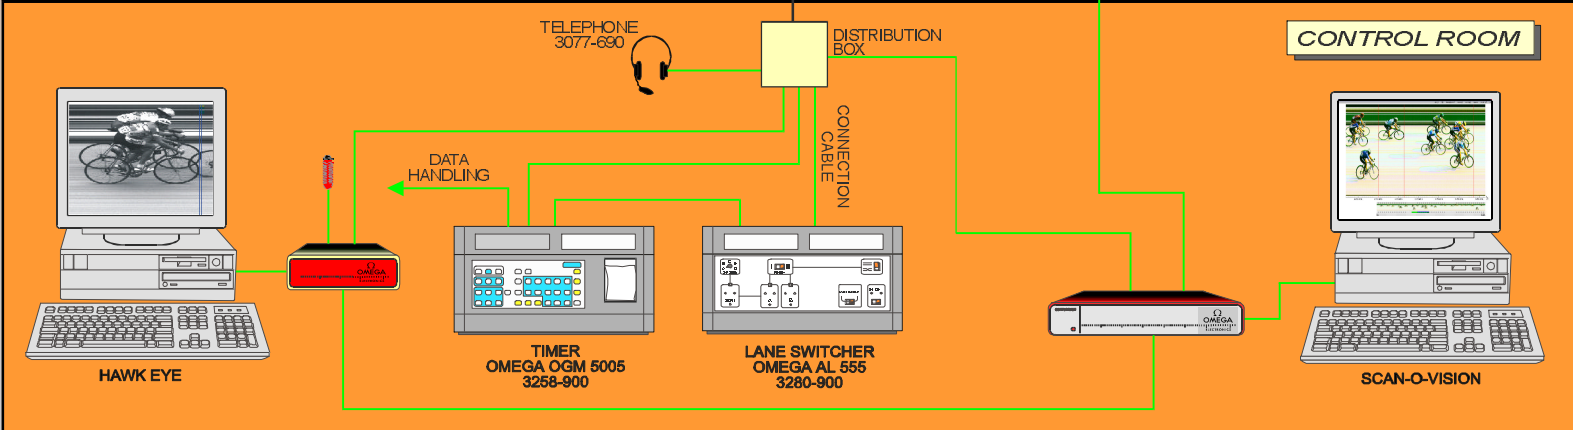 TELEPHONE
3077-690
DISTRIBUTION
BOX
CONTROL ROOM
CONNECTION
CABLE
DATA
HANDLING
OMEGA
OMEGA
ELECTRONICS
TIMER
OMEGA OGM 5005
3258-900
LANE SWITCHER
OMEGA AL 555
3280-900
HAWK EYE
SCAN-O-VISION